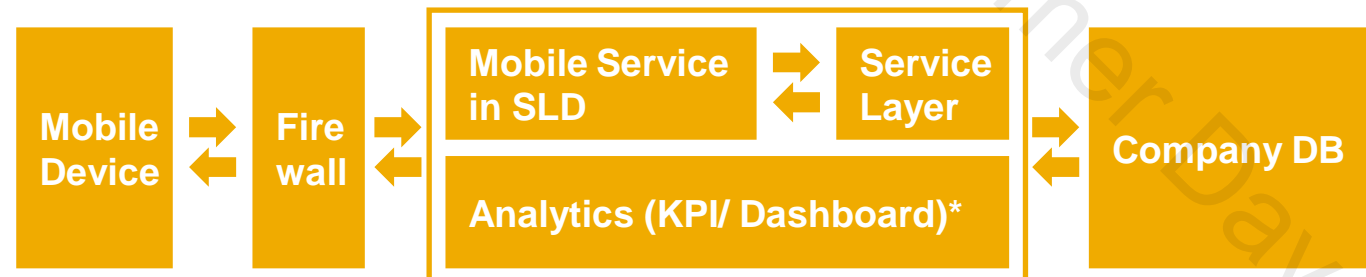 Mobile
Device
Fire
wall
Mobile Service
in SLD
Service
Layer
Analytics (KPI/ Dashboard)*
Company DB